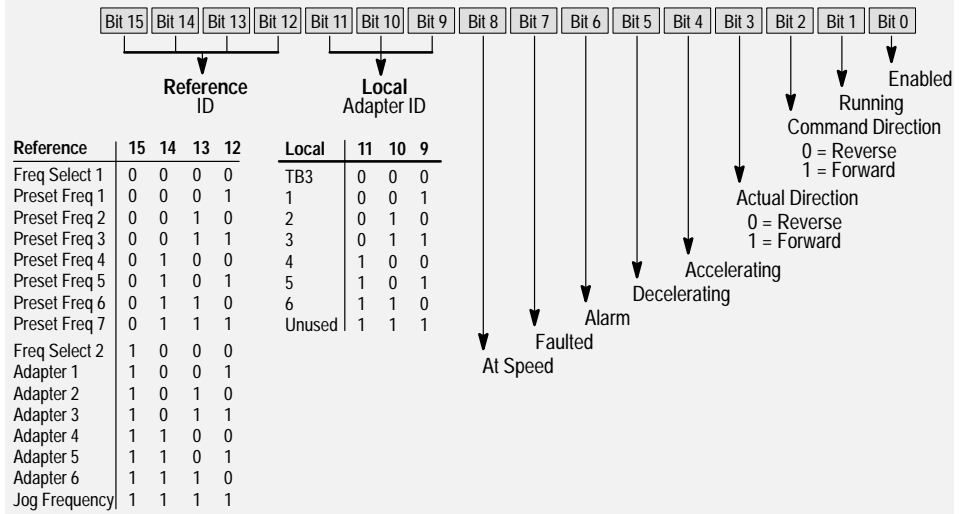 Bit 15 Bit 14 Bit 13 Bit 12 Bit 11 Bit 10 Bit 9 Bit 8 Bit 7 Bit 6 Bit 5 Bit 4 Bit 3 Bit 2 Bit 1 Bit 0
Reference
ID
Local
Adapter ID
Enabled
Running
Command Direction
0 = Reverse
1 = Forward
Actual Direction
0 = Reverse
1 = Forward
Accelerating
Decelerating
Alarm
Faulted
At Speed
Reference 15 14 13 12
Freq Select 1 0 0 0 0
Preset Freq 1 0 0 0 1
Preset Freq 2 0 0 1 0
Preset Freq 3 0 0 1 1
Preset Freq 4 0 1 0 0
Preset Freq 5 0 1 0 1
Preset Freq 6 0 1 1 0
Preset Freq 7 0 1 1 1
Freq Select 2 1 0 0 0
Adapter 1 1 0 0 1
Adapter 2 1 0 1 0
Adapter 3 1 0 1 1
Adapter 4 1 1 0 0
Adapter 5 1 1 0 1
Adapter 6 1 1 1 0
Jog Frequency 1 1 1 1
Local 11 10 9
TB3 0 0 0
1 0 0 1
2 0 1 0
3 0 1 1
4 1 0 0
5 1 0 1
6 1 1 0
Unused 1 1 1